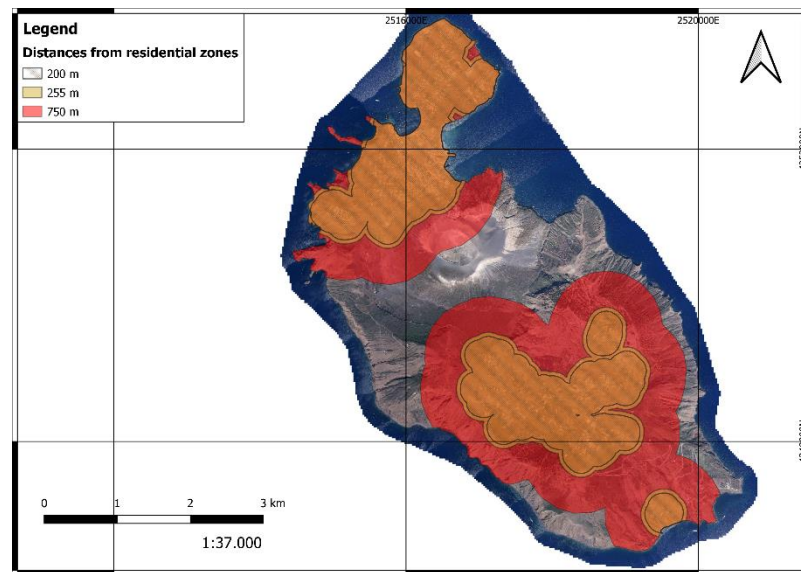 Legend
Distances from residential zones
200 m
255 m
750 m
2516000E
2520000E
0 1 2 3 km
1:37.000